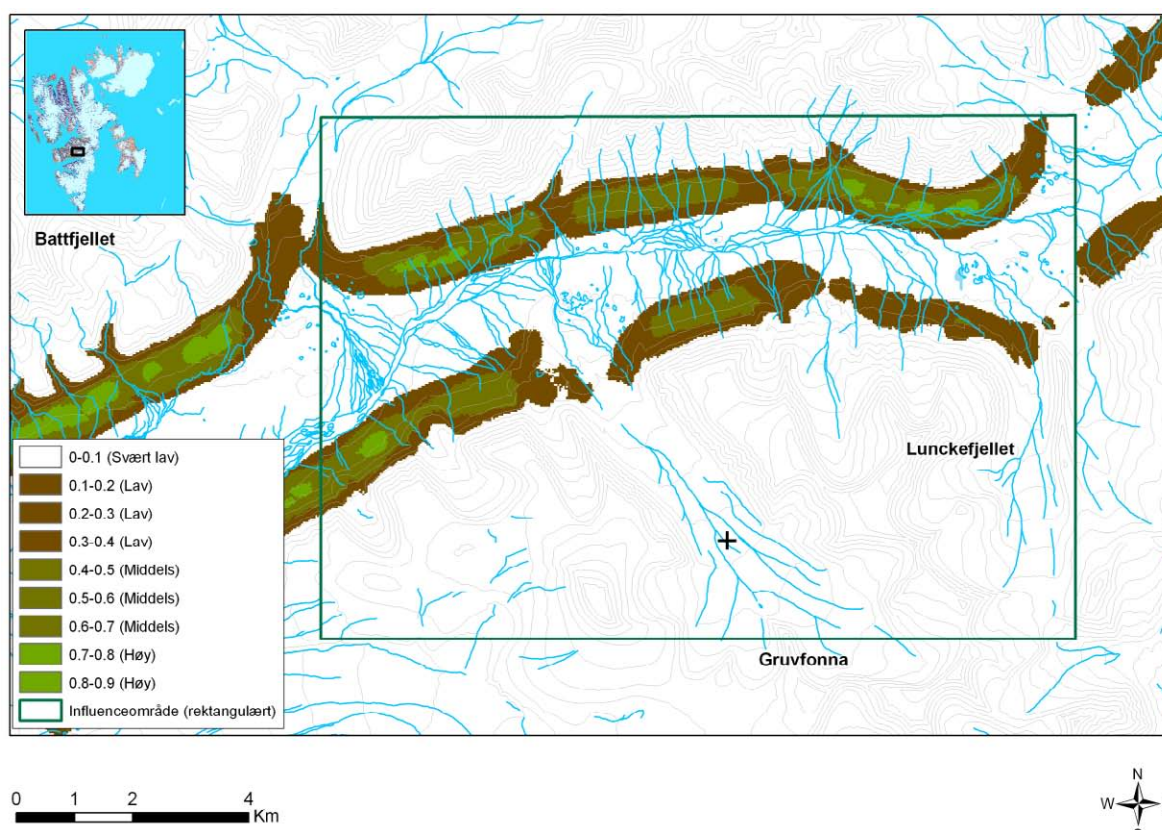 Battfjellet
Lunckefjellet
Gruvfonna
0-0.1 (Svært lav)
0.1-0.2 (Lav)
0.2-0.3 (Lav)
0.3-0.4 (Lav)
0.4-0.5 (Middels)
0.5-0.6 (Middels)
0.6-0.7 (Middels)
0.7-0.8 (Høy)
0.8-0.9 (Høy)
Influenceområde (rektangulært)
0 1 2 4
Km
N
W E